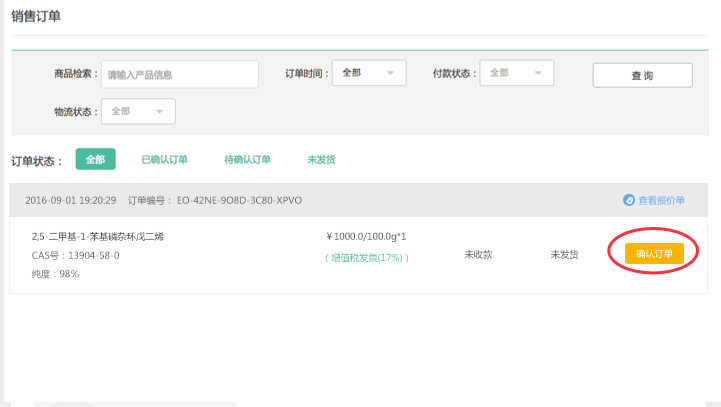 销售订单
商品检索： 请输入产品信息 订单时间： 全部 付款状态： 全部 查 询
物流状态： 全部
订单状态： 全部 已确认订单 待确认订单 未发货
2016-09-01 19:20:29 订单编号： EO-42NE-9O8D-3C80-XPVO 查看报价单
2,5-二甲基-1-苯基磷杂环戊二烯 ￥1000.0/100.0g*1
CAS号：13904-58-0 （ 增值税发票(17%) ） 未收款 未发货 确认订单
纯度：98%